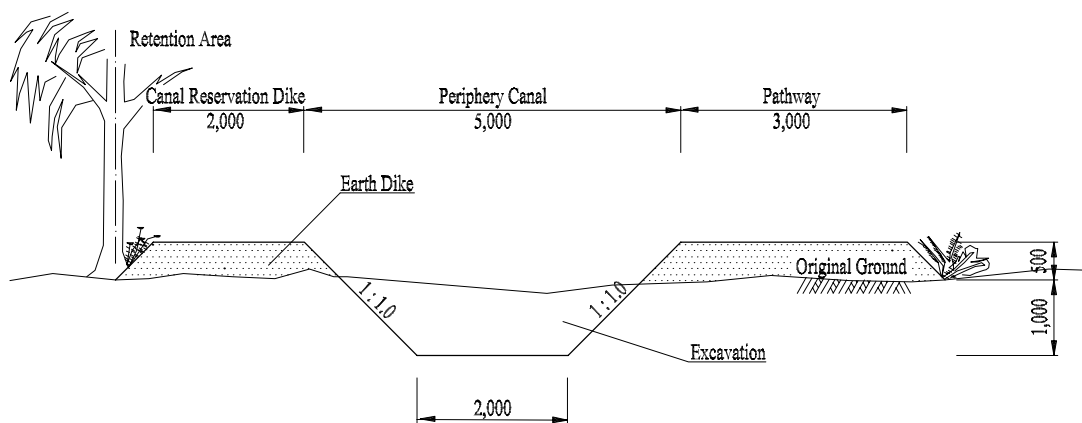 Retention Area
Canal Reservation Dike
2,000
Periphery Canal
5,000
Pathway
3,000
Earth Dike
Original Ground
500
1 : 1.0
1 : 1.0
1,000
Excavation
2,000